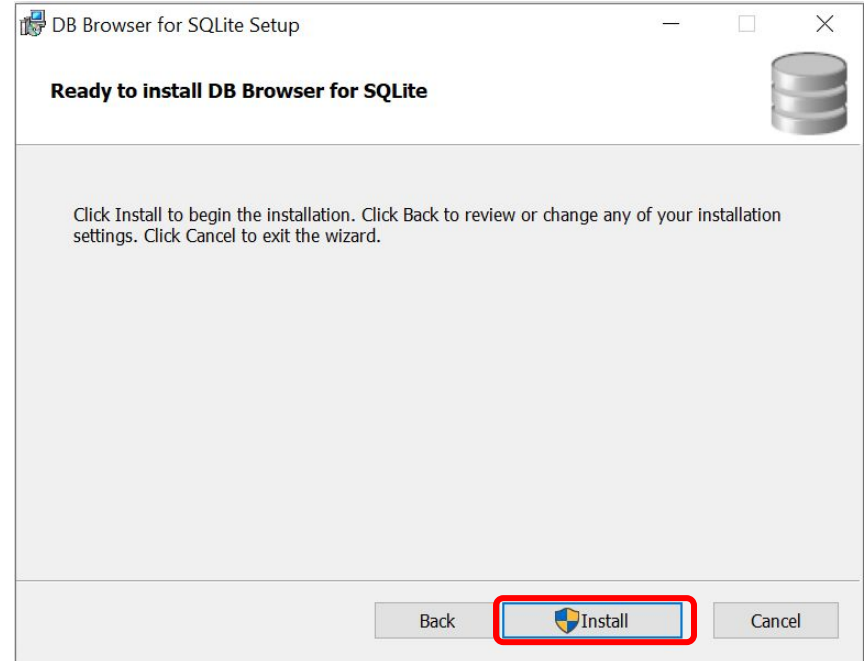 DB Browser for SQLite Setup
Ready to install DB Browser for SQLite
Click Install to begin the installation. Click Back to review or change any of your installation
settings. Click Cancel to exit the wizard.
Back Install Cancel